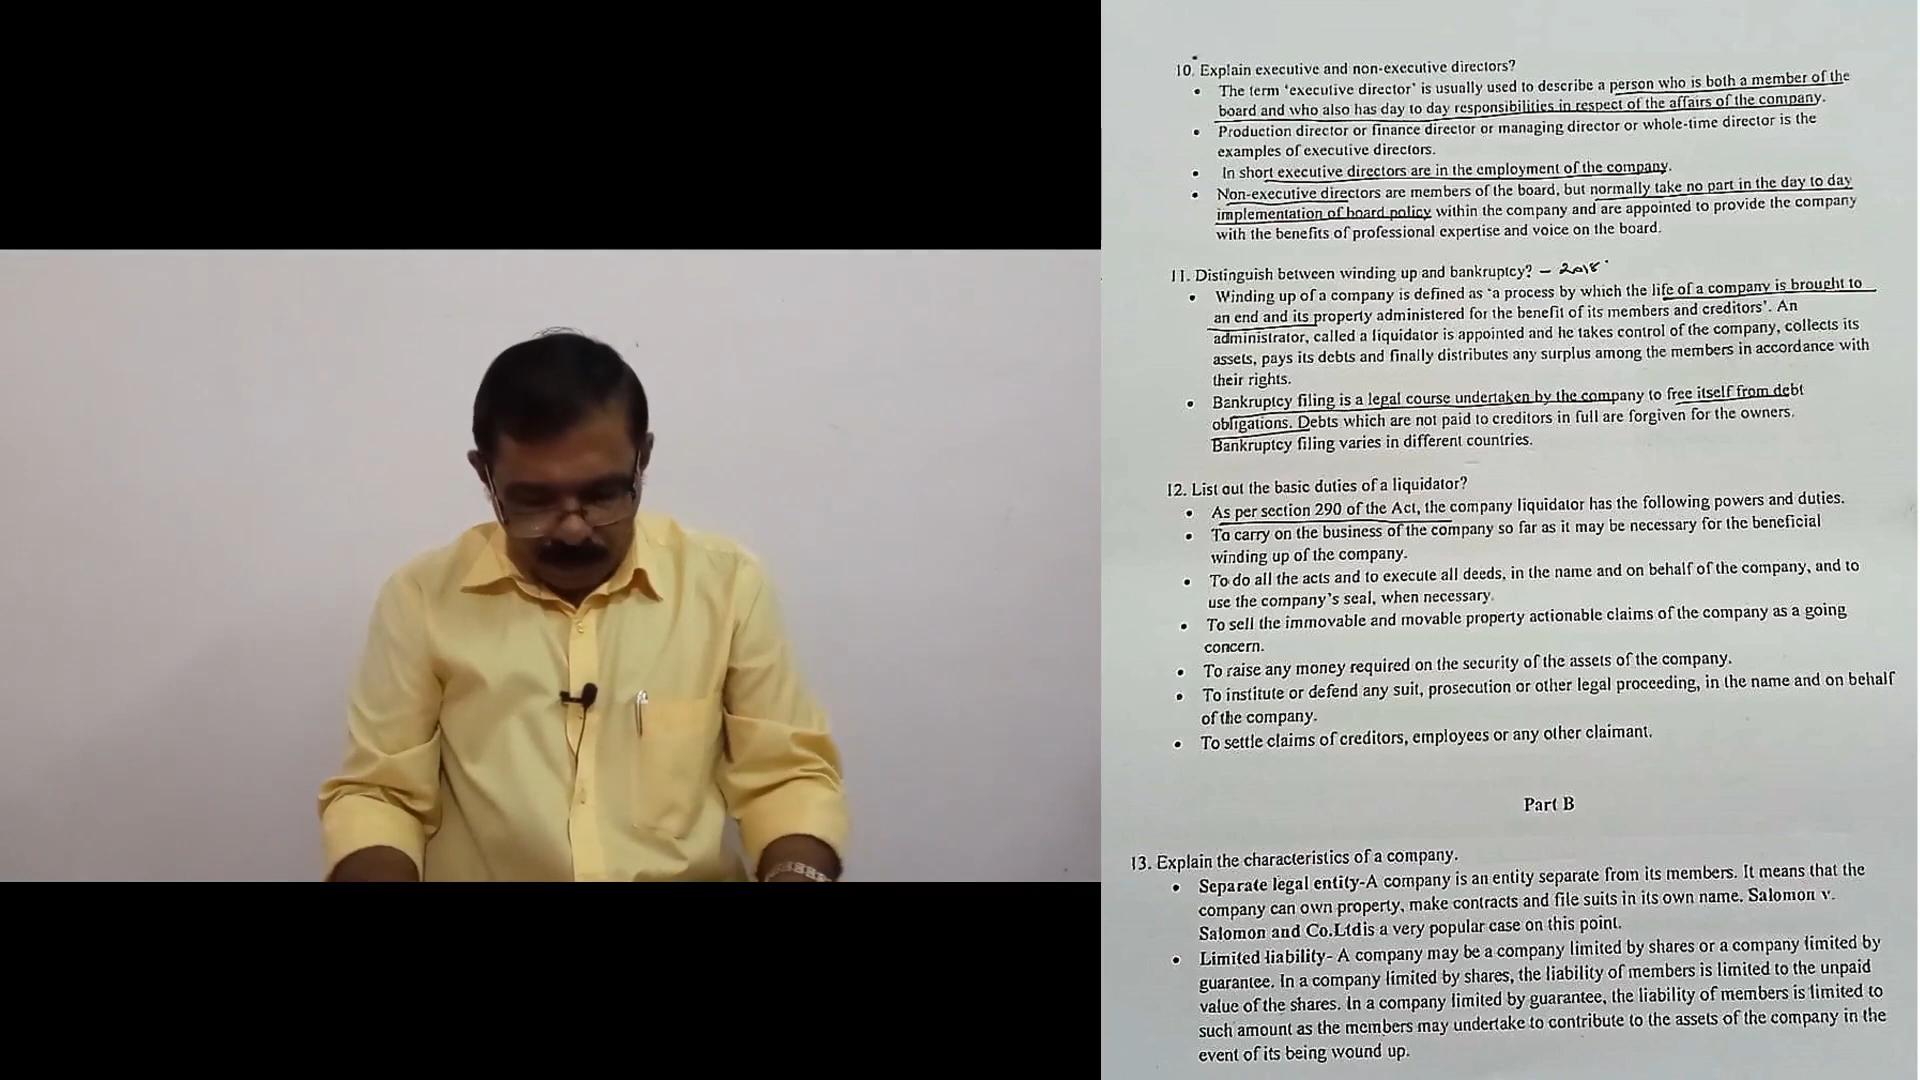 10. Explain executive and non-executive directors?
• The term ‘executive director’ is usually used to describe a person who is both a member of the
board and who also has day to day responsibilities in respect of the affairs of the company.
• Production director or finance director or managing director or whole-time director is the
examples of executive directors.
• In short executive directors are in the employment of the company.
• Non-executive directors are members of the board, but normally take no part in the day to day
implementation of board policy within the company and are appointed to provide the company
with the benefits of professional expertise and voice on the board.
11. Distinguish between winding up and bankruptcy? – 2018
• Winding up of a company is defined as ‘a process by which the life of a company is brought to
an end and its property administered for the benefit of its members and creditors’. An
administrator, called a liquidator is appointed and he takes control of the company, collects its
assets, pays its debts and finally distributes any surplus among the members in accordance with
their rights.
• Bankruptcy filing is a legal course undertaken by the company to free itself from debt
obligations. Debts which are not paid to creditors in full are forgiven for the owners.
Bankruptcy filing varies in different countries.
12. List out the basic duties of a liquidator?
• As per section 290 of the Act, the company liquidator has the following powers and duties.
• To carry on the business of the company so far as it may be necessary for the beneficial
winding up of the company.
• To do all the acts and to execute all deeds, in the name and on behalf of the company, and to
use the company’s seal, when necessary.
• To sell the immovable and movable property actionable claims of the company as a going
concern.
• To raise any money required on the security of the assets of the company.
• To institute or defend any suit, prosecution or other legal proceeding, in the name and on behalf
of the company.
• To settle claims of creditors, employees or any other claimant.
Part B
13. Explain the characteristics of a company.
• Separate legal entity-A company is an entity separate from its members. It means that the
company can own property, make contracts and file suits in its own name. Salomon v.
Salomon and Co.Ltdis a very popular case on this point.
• Limited liability- A company may be a company limited by shares or a company limited by
guarantee. In a company limited by shares, the liability of members is limited to the unpaid
value of the shares. In a company limited by guarantee, the liability of members is limited to
such amount as the members may undertake to contribute to the assets of the company in the
event of its being wound up.